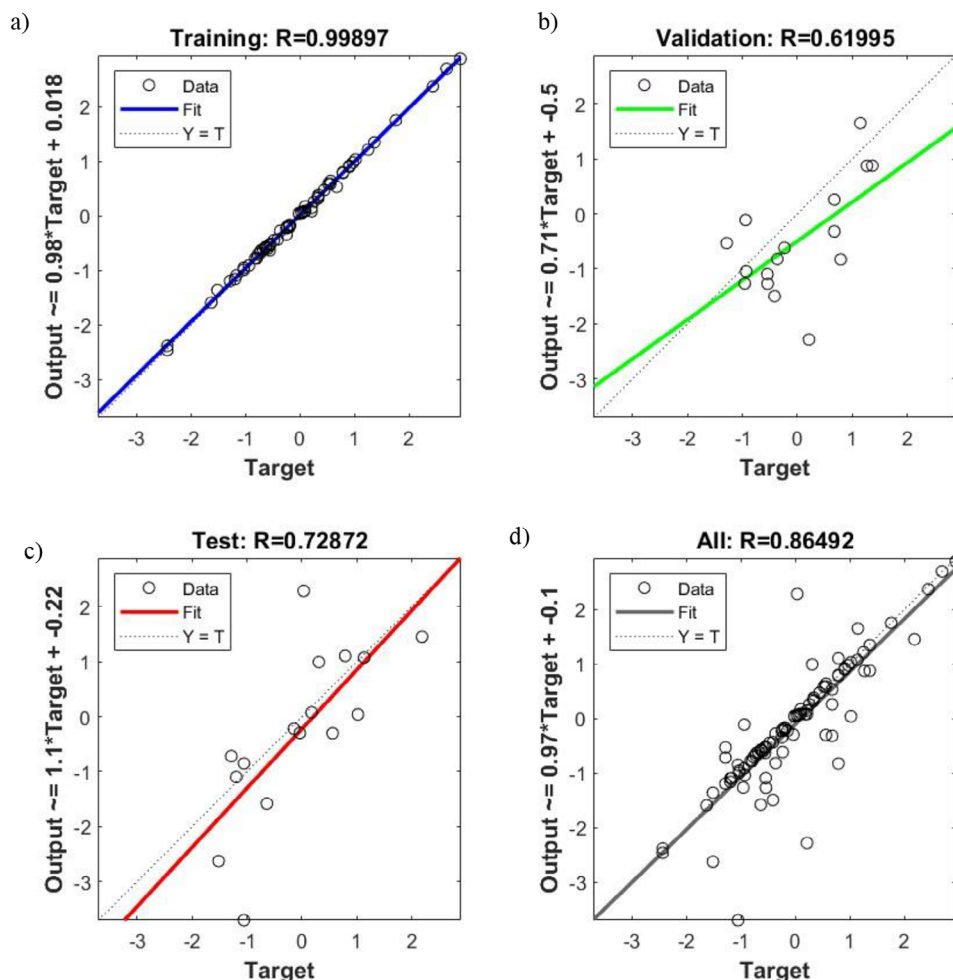 a)
Training: R=0.99897
Output ~= 0.98*Target + 0.018
Data
Fit
Y = T
2
1
0
-1
-2
-3
-3 -2 -1 0 1 2
Target
b)
Validation: R=0.61995
Output ~= 0.71*Target + -0.5
Data
Fit
Y = T
2
1
0
-1
-2
-3
-3 -2 -1 0 1 2
Target
c)
Test: R=0.72872
Output ~= 1.1*Target + -0.22
Data
Fit
Y = T
2
1
0
-1
-2
-3
-3 -2 -1 0 1 2
Target
d)
All: R=0.86492
Output ~= 0.97*Target + -0.1
Data
Fit
Y = T
2
1
0
-1
-2
-3
-3 -2 -1 0 1 2
Target